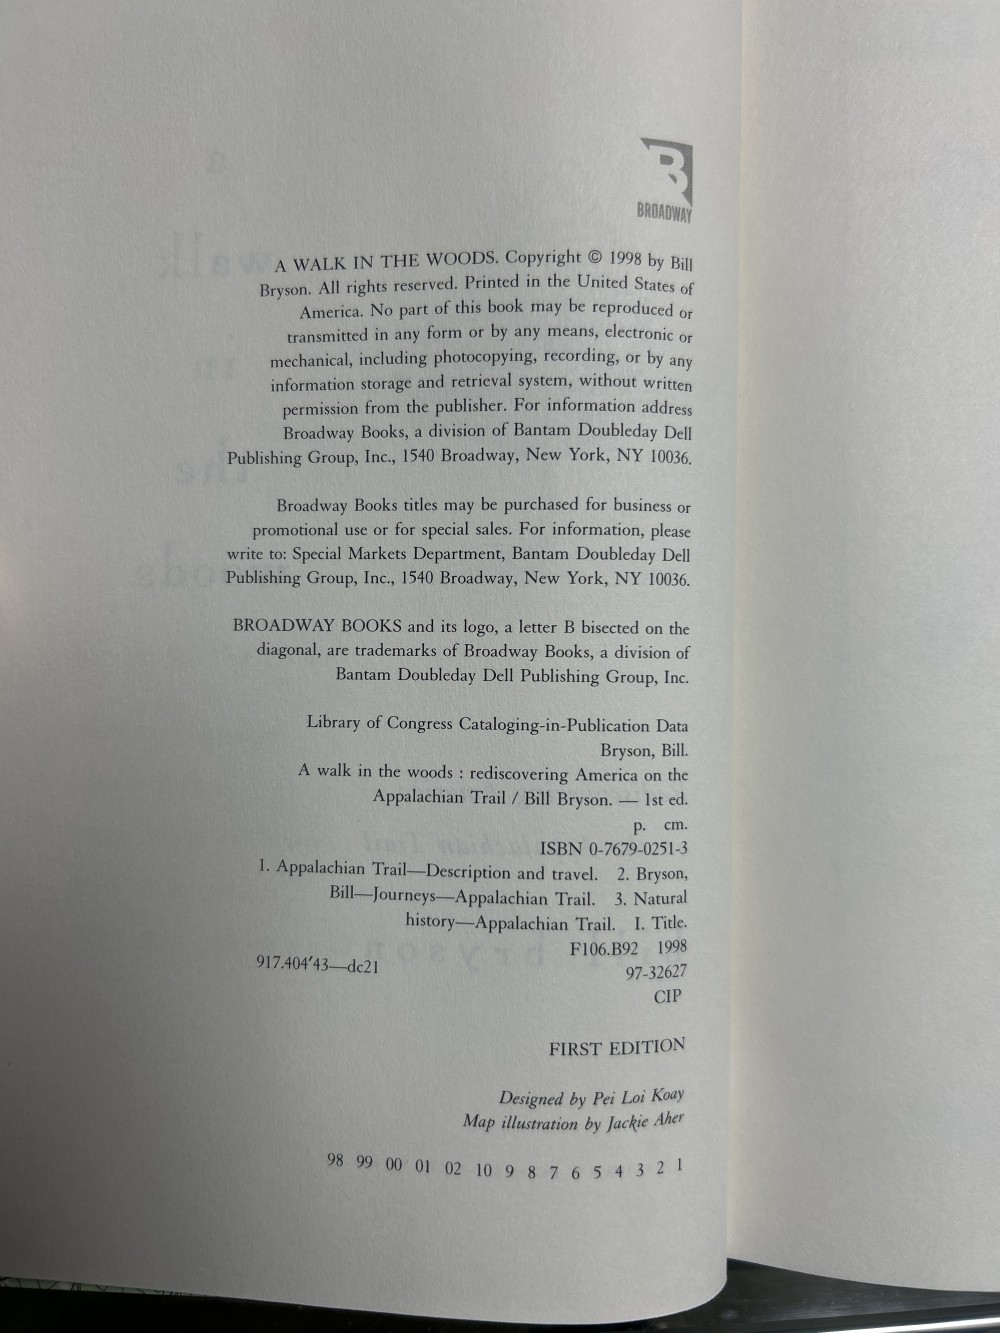 BROADWAY
A WALK IN THE WOODS. Copyright © 1998 by Bill
Bryson. All rights reserved. Printed in the United States of
America. No part of this book may be reproduced or
transmitted in any form or by any means, electronic or
mechanical, including photocopying, recording, or by any
information storage and retrieval system, without written
permission from the publisher. For information address
Broadway Books, a division of Bantam Doubleday Dell
Publishing Group, Inc., 1540 Broadway, New York, NY 10036.
Broadway Books titles may be purchased for business or
promotional use or for special sales. For information, please
write to: Special Markets Department, Bantam Doubleday Dell
Publishing Group, Inc., 1540 Broadway, New York, NY 10036.
BROADWAY BOOKS and its logo, a letter B bisected on the
diagonal, are trademarks of Broadway Books, a division of
Bantam Doubleday Dell Publishing Group, Inc.
Library of Congress Cataloging-in-Publication Data
Bryson, Bill.
A walk in the woods : rediscovering America on the
Appalachian Trail / Bill Bryson. — 1st ed.
p. cm.
ISBN 0-7679-0251-3
1. Appalachian Trail—Description and travel. 2. Bryson,
Bill—Journeys—Appalachian Trail. 3. Natural
history—Appalachian Trail. I. Title.
F106.B92 1998
917.404′43—dc21 97-32627
CIP
FIRST EDITION
Designed by Pei Loi Koay
Map illustration by Jackie Aher
98 99 00 01 02 10 9 8 7 6 5 4 3 2 1